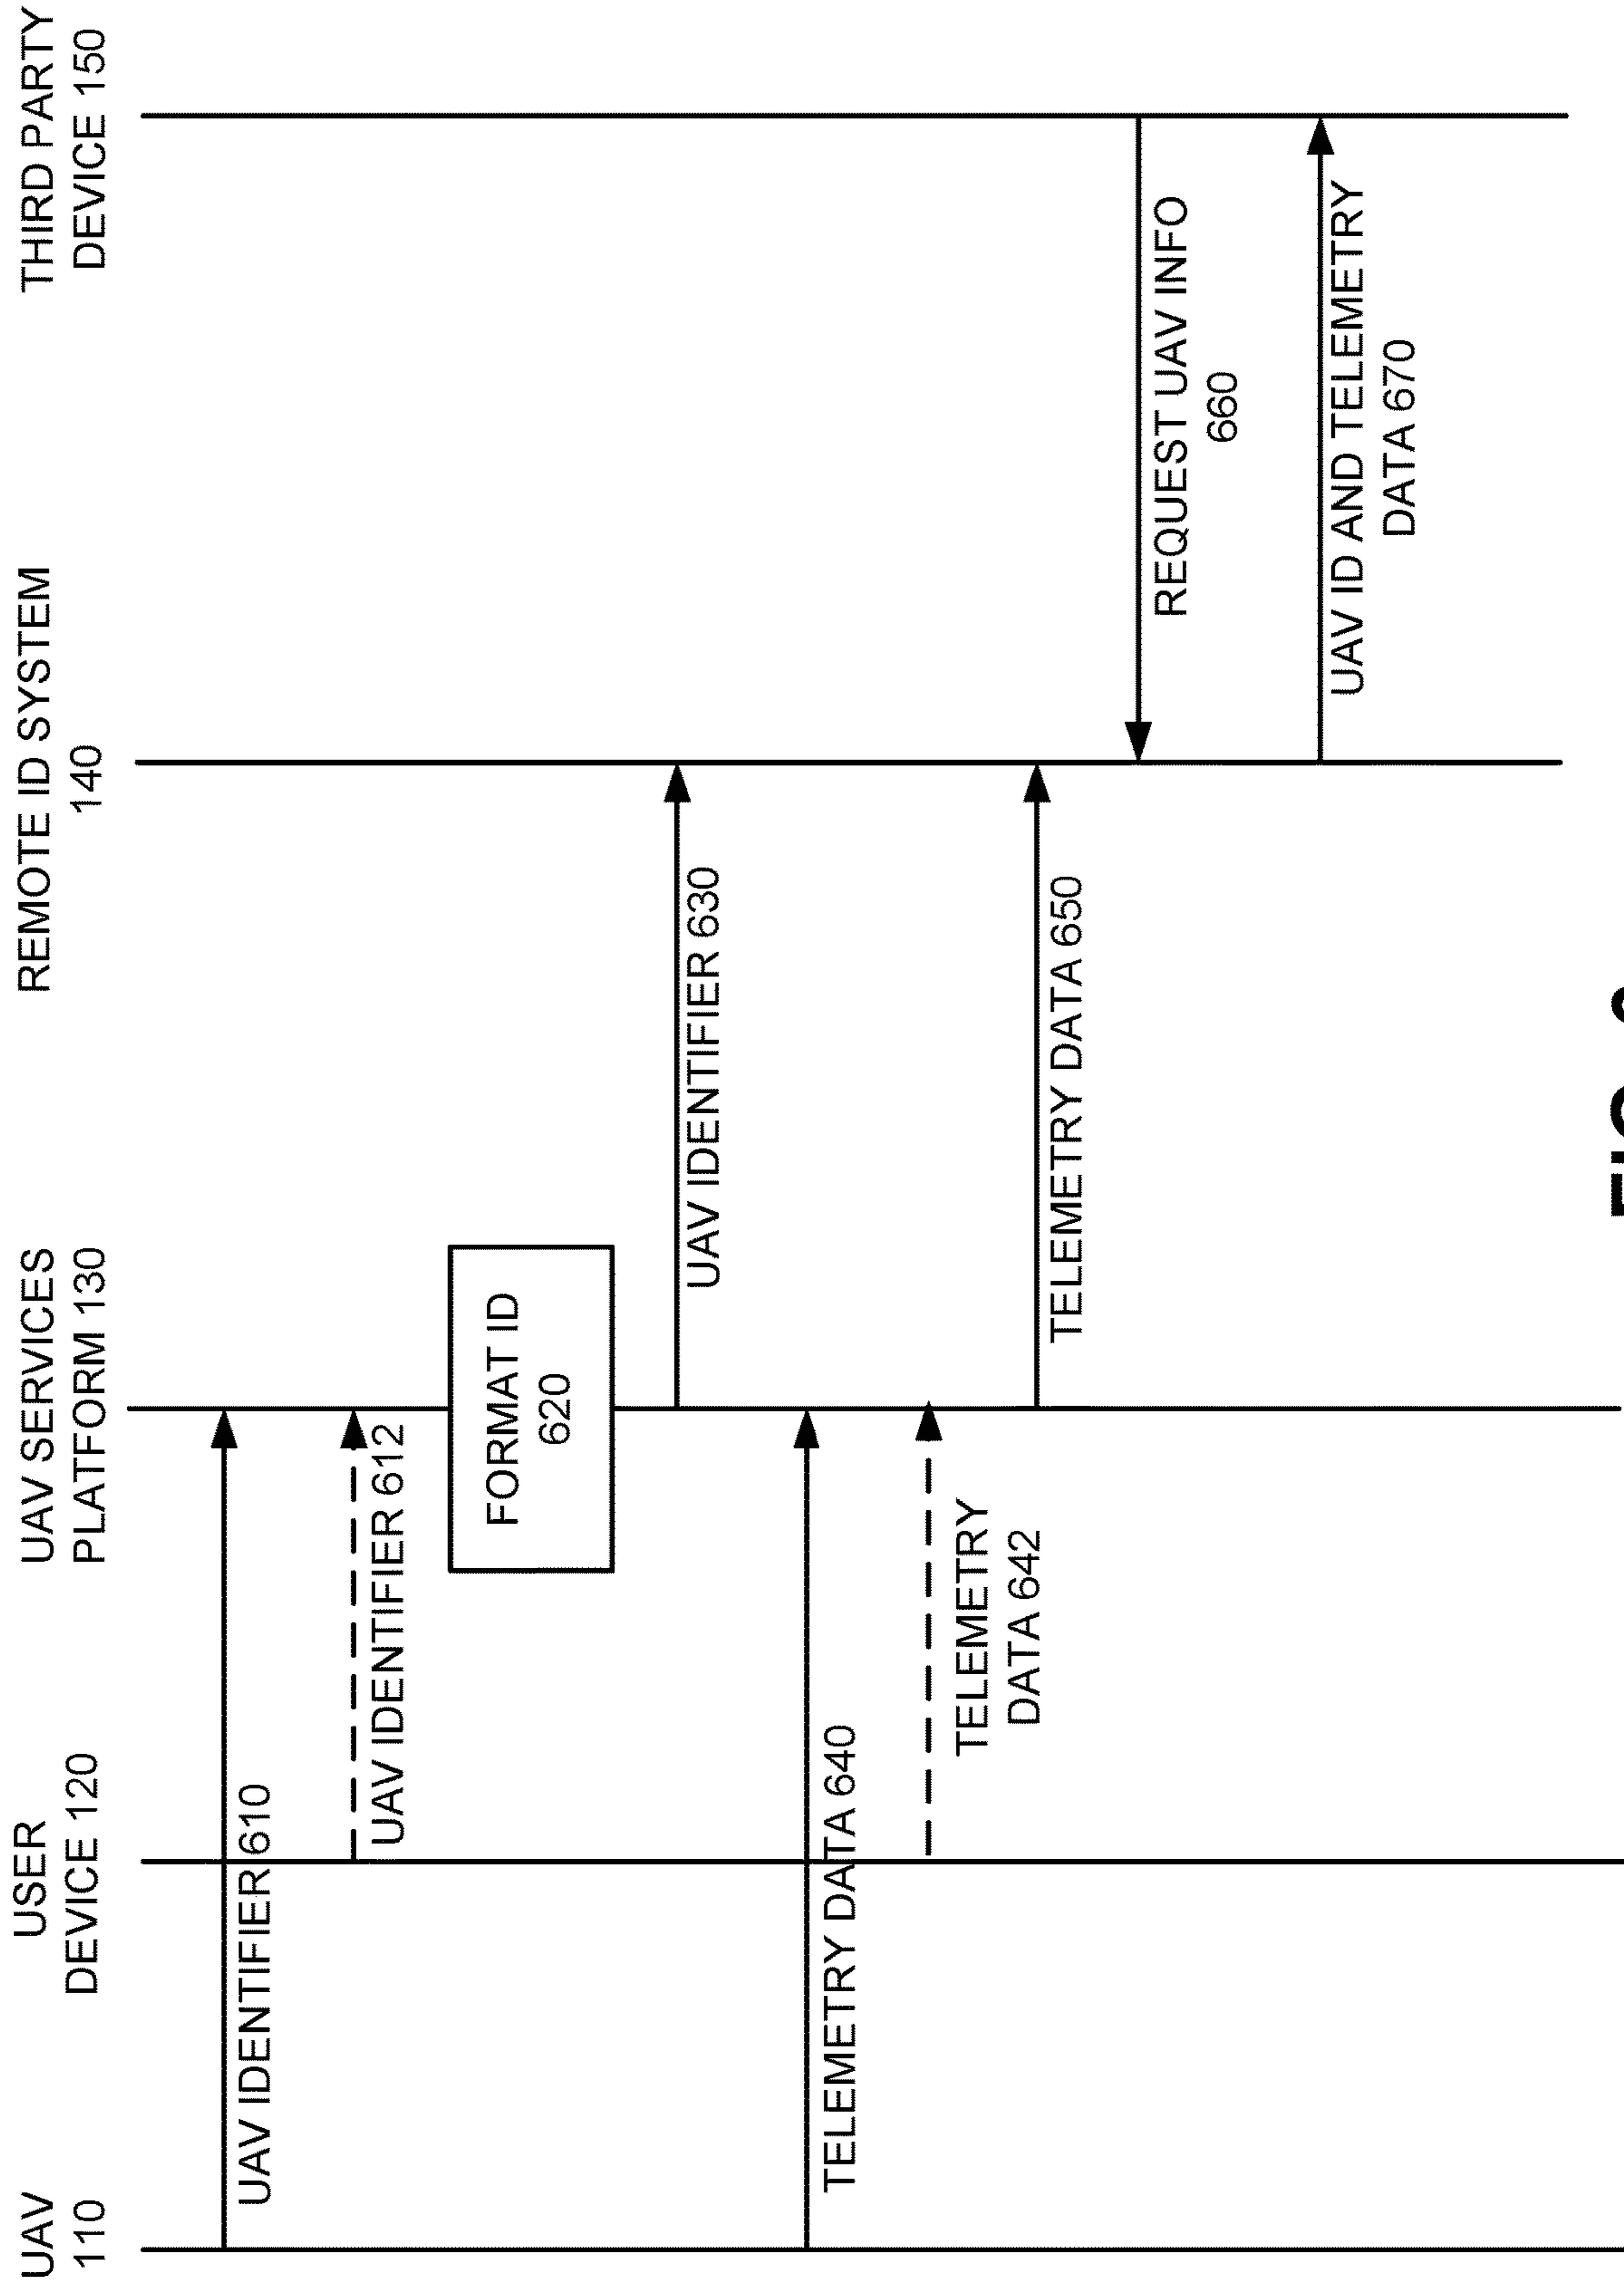 UAV
110
USER
DEVICE 120
UAV SERVICES
PLATFORM 130
REMOTE ID SYSTEM
140
THIRD PARTY
DEVICE 150
UAV IDENTIFIER 610
UAV IDENTIFIER 612
FORMAT ID
620
UAV IDENTIFIER 630
TELEMETRY DATA 640
TELEMETRY
DATA 642
TELEMETRY DATA 650
REQUEST UAV INFO
660
UAV ID AND TELEMETRY
DATA 670